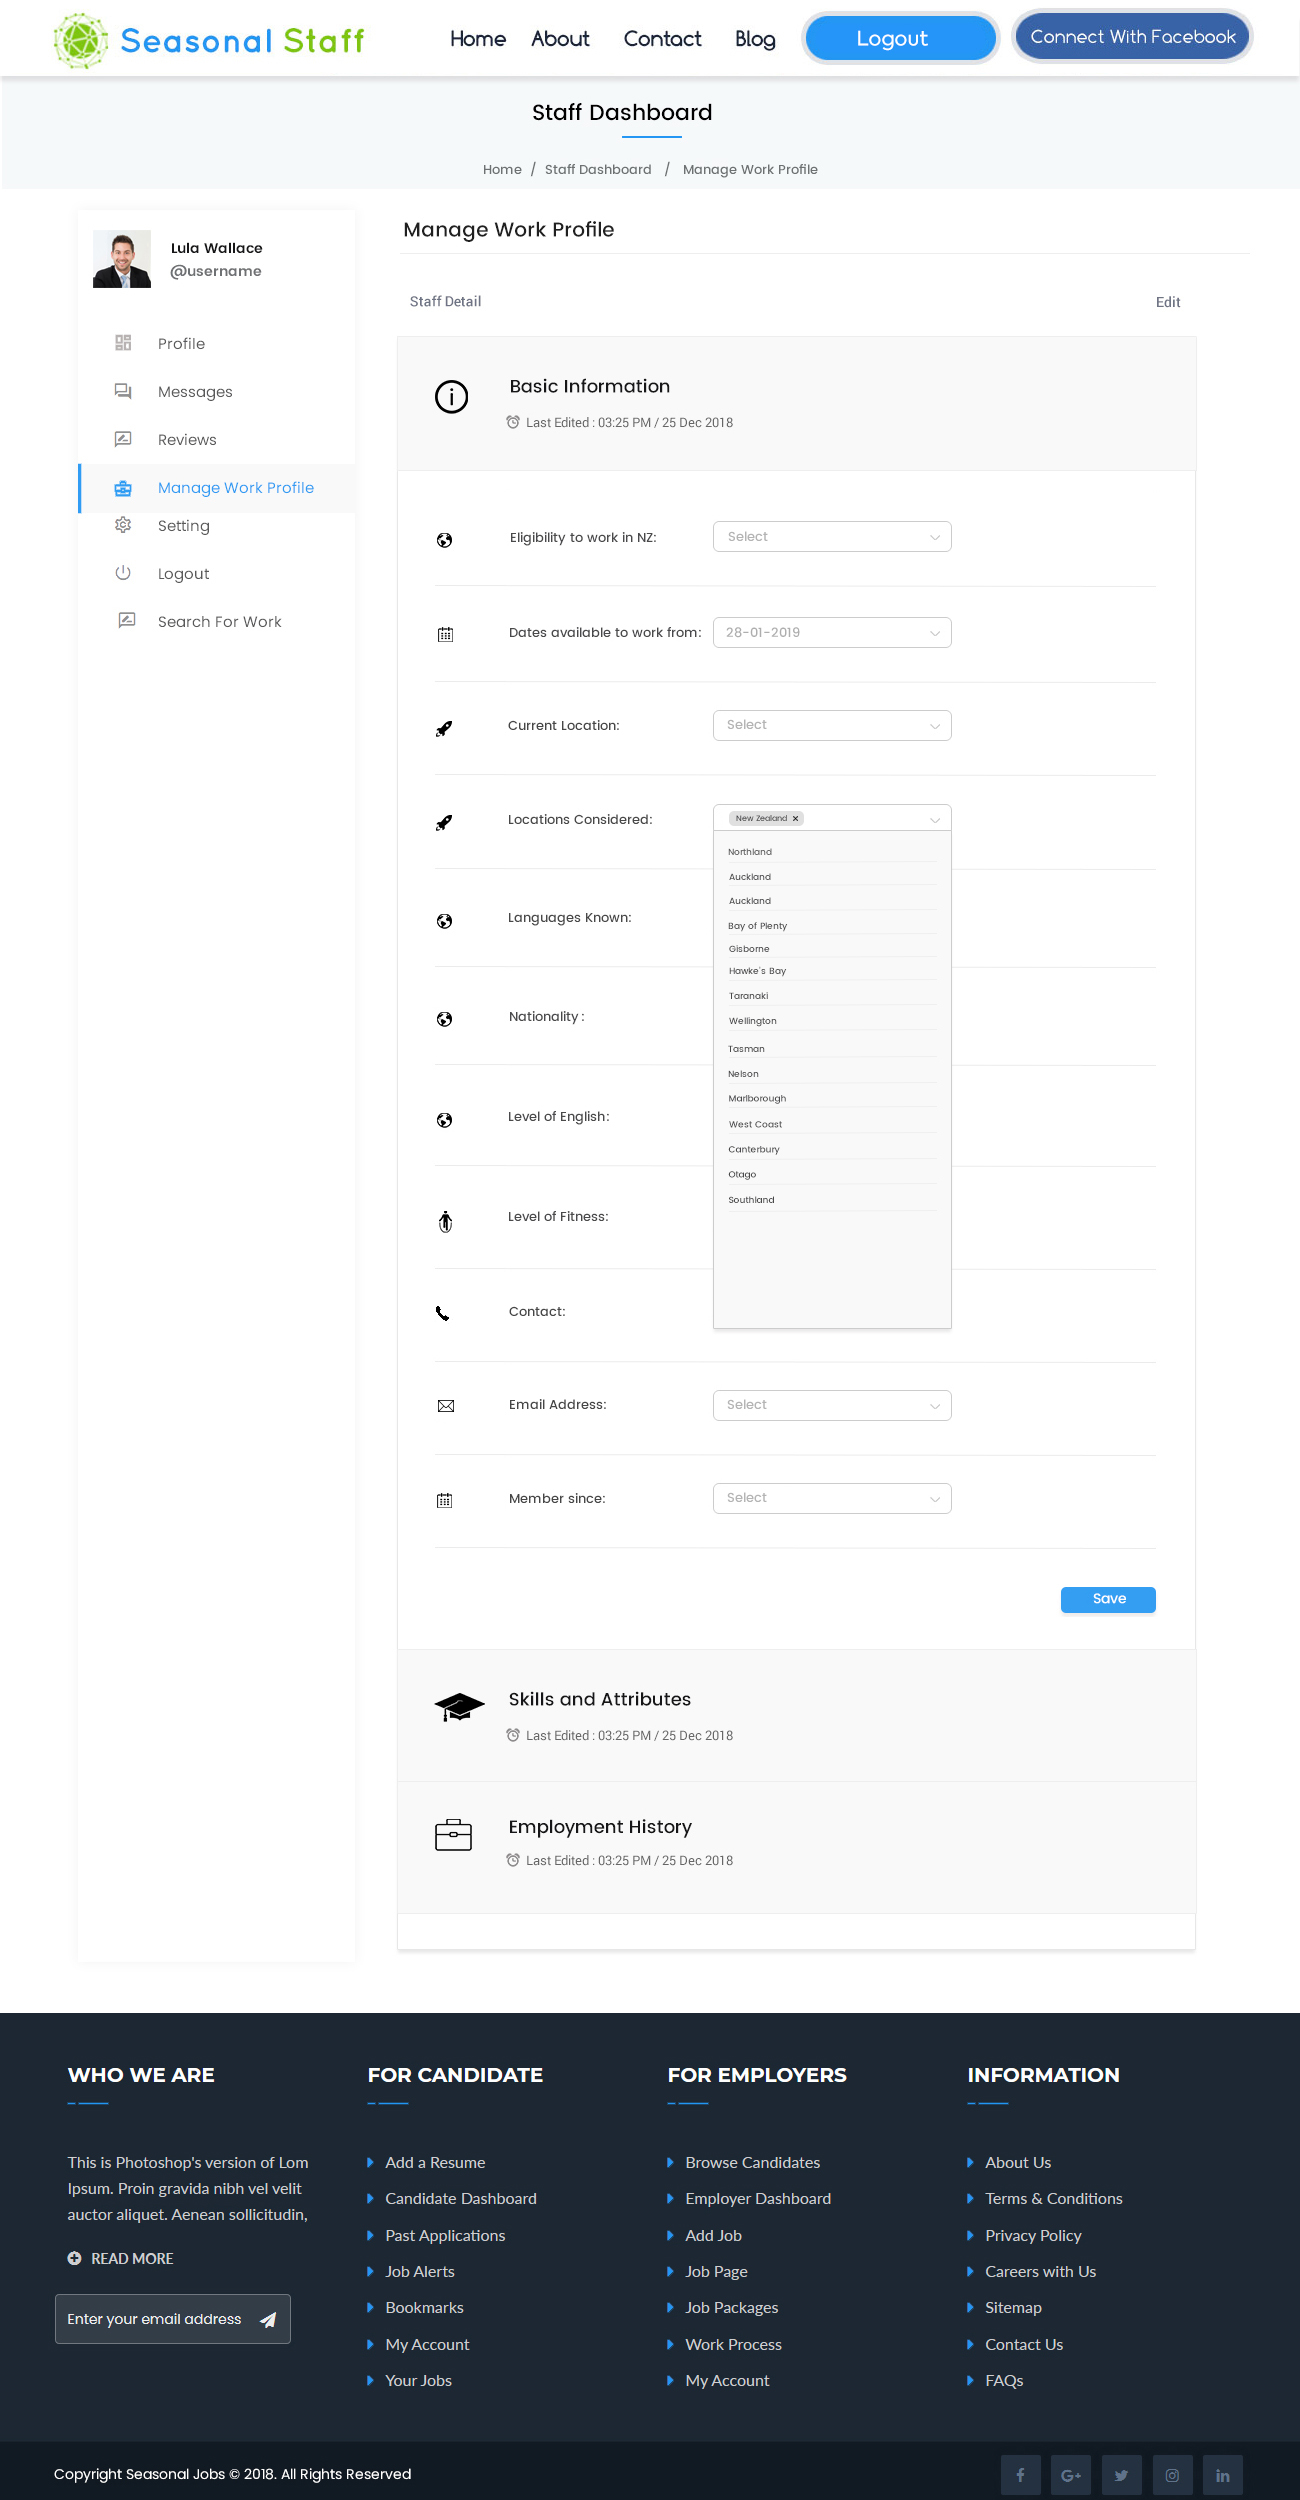 Seasonal Staff
Home About Contact Blog Logout Connect With Facebook
Staff Dashboard
Home / Staff Dashboard / Manage Work Profile
Lula Wallace
@username
Profile
Messages
Reviews
Manage Work Profile
Setting
Logout
Search For Work
Manage Work Profile
Staff Detail Edit
Basic Information
Last Edited : 03:25 PM / 25 Dec 2018
Eligibility to work in NZ: Select
Dates available to work from: 28-01-2019
Current Location: Select
Locations Considered: New Zealand ×
Northland
Auckland
Auckland
Bay of Plenty
Gisborne
Hawke's Bay
Taranaki
Wellington
Tasman
Nelson
Marlborough
West Coast
Canterbury
Otago
Southland
Languages Known:
Nationality :
Level of English:
Level of Fitness:
Contact:
Email Address: Select
Member since: Select
Save
Skills and Attributes
Last Edited : 03:25 PM / 25 Dec 2018
Employment History
Last Edited : 03:25 PM / 25 Dec 2018
WHO WE ARE
This is Photoshop's version of Lom
Ipsum. Proin gravida nibh vel velit
auctor aliquet. Aenean sollicitudin,
READ MORE
Enter your email address
FOR CANDIDATE
Add a Resume
Candidate Dashboard
Past Applications
Job Alerts
Bookmarks
My Account
Your Jobs
FOR EMPLOYERS
Browse Candidates
Employer Dashboard
Add Job
Job Page
Job Packages
Work Process
My Account
INFORMATION
About Us
Terms & Conditions
Privacy Policy
Careers with Us
Sitemap
Contact Us
FAQs
Copyright Seasonal Jobs © 2018. All Rights Reserved